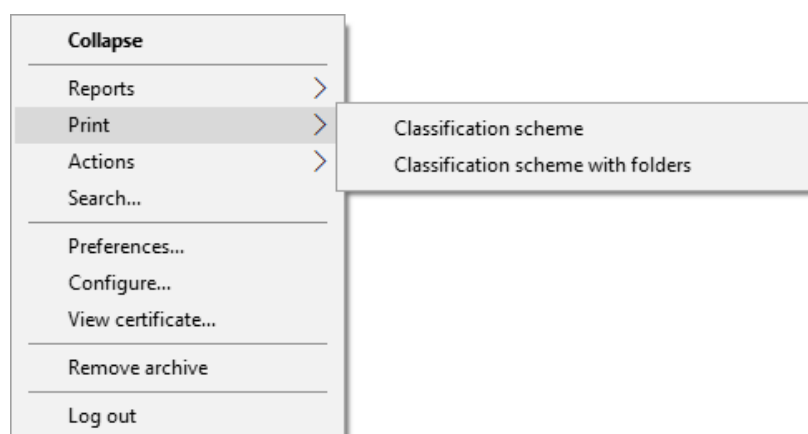 Collapse
Reports
Print
Classification scheme
Classification scheme with folders
Actions
Search...
Preferences...
Configure...
View certificate...
Remove archive
Log out